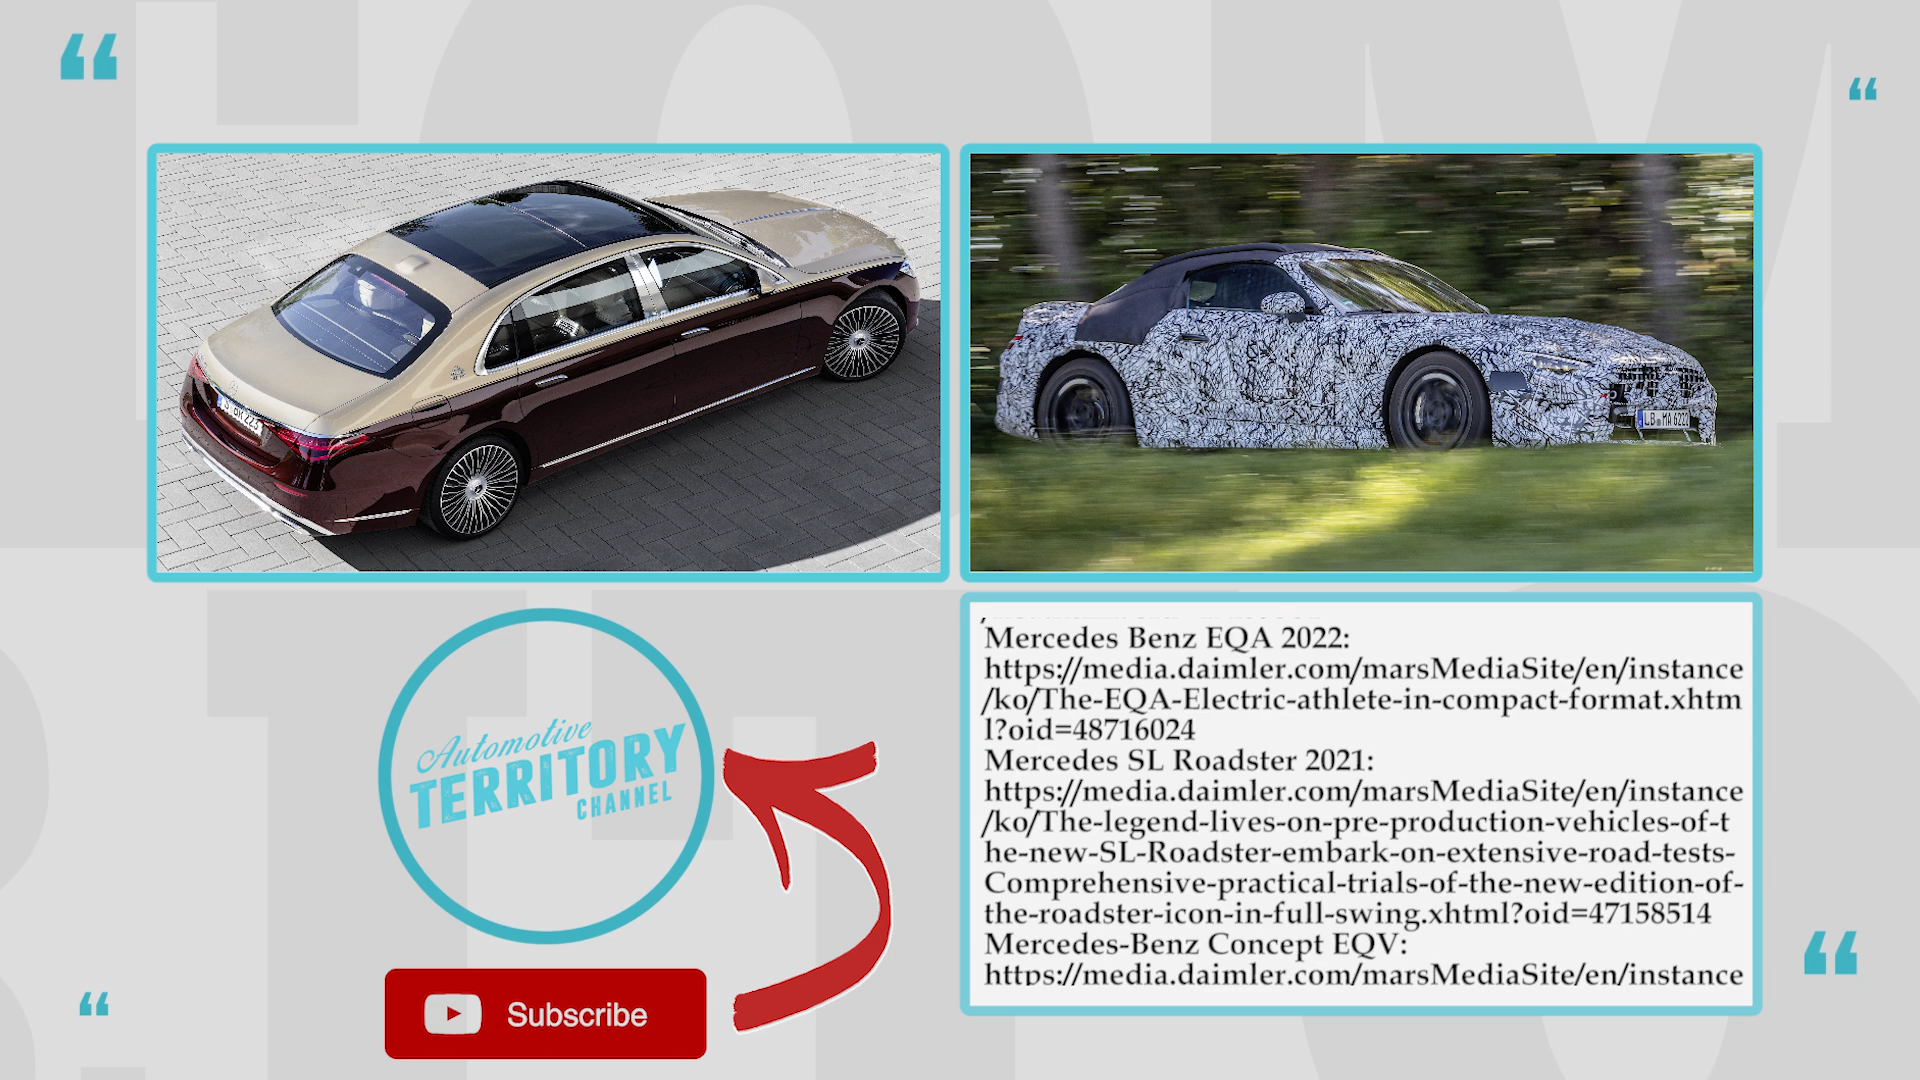 Mercedes Benz EQA 2022:
https://media.daimler.com/marsMediaSite/en/instance
/ko/The-EQA-Electric-athlete-in-compact-format.xhtm
l?oid=48716024
Mercedes SL Roadster 2021:
https://media.daimler.com/marsMediaSite/en/instance
/ko/The-legend-lives-on-pre-production-vehicles-of-t
he-new-SL-Roadster-embark-on-extensive-road-tests-
Comprehensive-practical-trials-of-the-new-edition-of-
the-roadster-icon-in-full-swing.xhtml?oid=47158514
Mercedes-Benz Concept EQV:
https://media.daimler.com/marsMediaSite/en/instance
Automotive
TERRITORY
CHANNEL
Subscribe